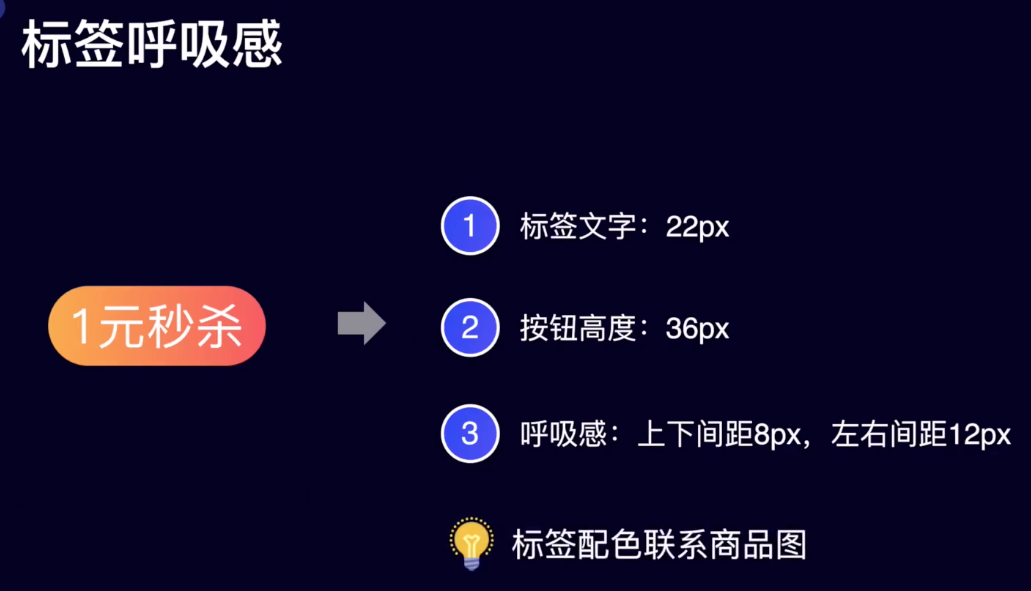 标签呼吸感
1元秒杀
1 标签文字：22px
2 按钮高度：36px
3 呼吸感：上下间距8px，左右间距12px
标签配色联系商品图